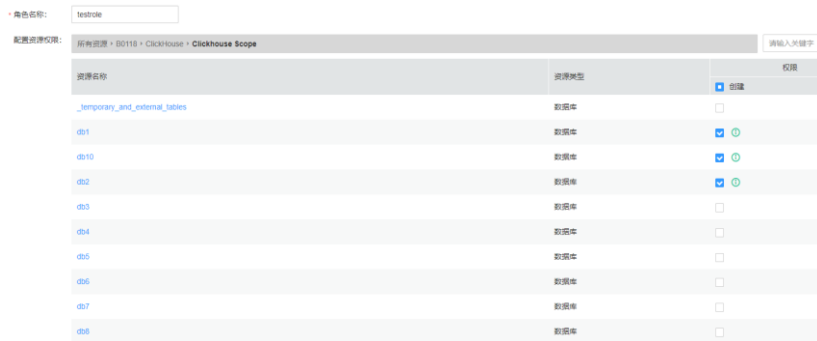 * 角色名称: testrole
配置资源权限: 所有资源 › B0118 › ClickHouse › Clickhouse Scope 请输入关键字
资源名称 资源类型 权限
创建
_temporary_and_external_tables 数据库
db1 数据库
db10 数据库
db2 数据库
db3 数据库
db4 数据库
db5 数据库
db6 数据库
db7 数据库
db8 数据库